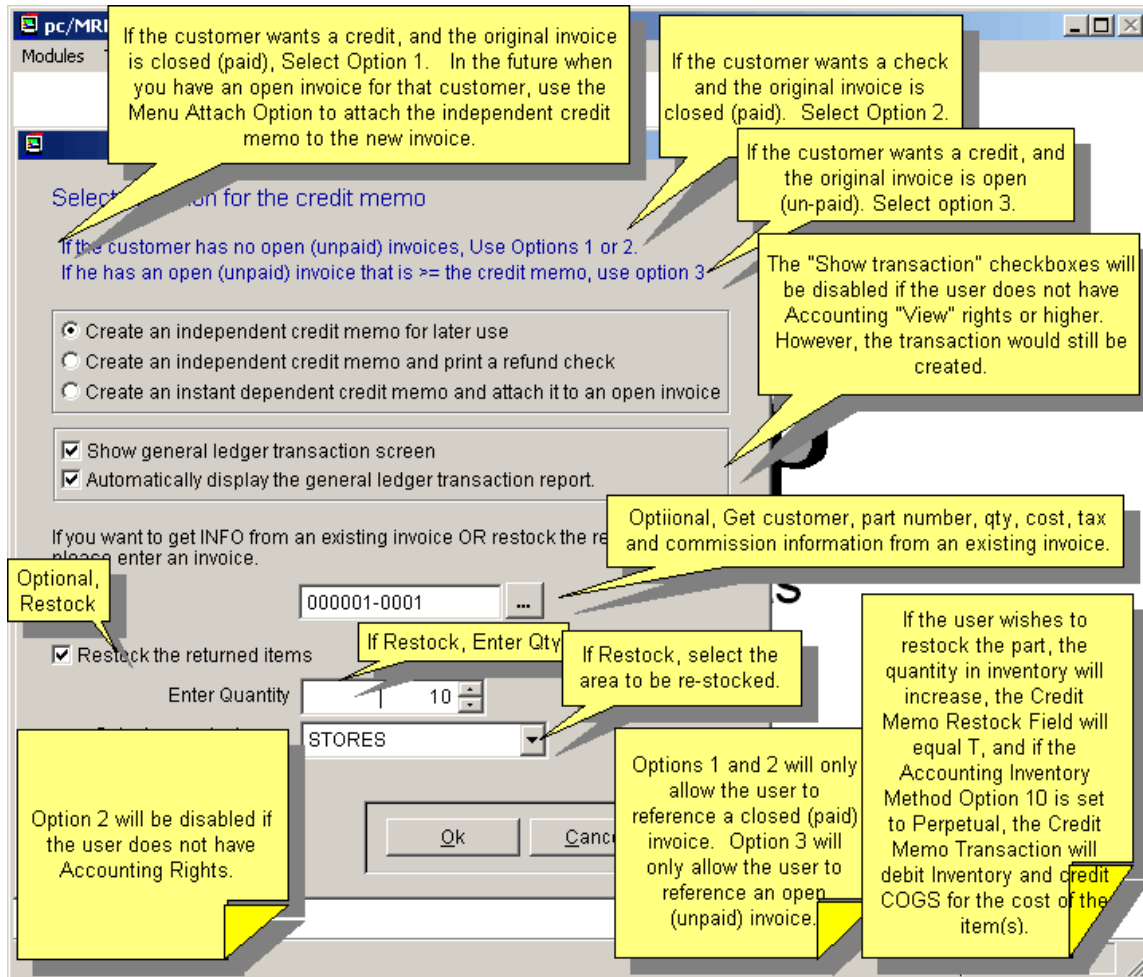 pc/MRP
Modules
If the customer wants a credit, and the original invoice
is closed (paid), Select Option 1. In the future when
you have an open invoice for that customer, use the
Menu Attach Option to attach the independent credit
memo to the new invoice.
If the customer wants a check
and the original invoice is
closed (paid). Select Option 2.
If the customer wants a credit, and
the original invoice is open
(un-paid). Select option 3.
Select on for the credit memo
If the customer has no open (unpaid) invoices, Use Options 1 or 2.
If he has an open (unpaid) invoice that is >= the credit memo, use option 3
The "Show transaction" checkboxes will
be disabled if the user does not have
Accounting "View" rights or higher.
However, the transaction would still be
created.
Create an independent credit memo for later use
Create an independent credit memo and print a refund check
Create an instant dependent credit memo and attach it to an open invoice
Show general ledger transaction screen
Automatically display the general ledger transaction report.
Optiional, Get customer, part number, qty, cost, tax
and commission information from an existing invoice.
If you want to get INFO from an existing invoice OR restock the re
please enter an invoice.
Optional,
Restock
000001-0001
...
Restock the returned items
If Restock, Enter Qty
If Restock, select the
area to be re-stocked.
Enter Quantity
10
STORES
If the user wishes to
restock the part, the
quantity in inventory will
increase, the Credit
Memo Restock Field will
equal T, and if the
Accounting Inventory
Method Option 10 is set
to Perpetual, the Credit
Memo Transaction will
debit Inventory and credit
COGS for the cost of the
item(s).
Option 2 will be disabled if
the user does not have
Accounting Rights.
Ok
Canc
Options 1 and 2 will only
allow the user to
reference a closed (paid)
invoice. Option 3 will
only allow the user to
reference an open
(unpaid) invoice.